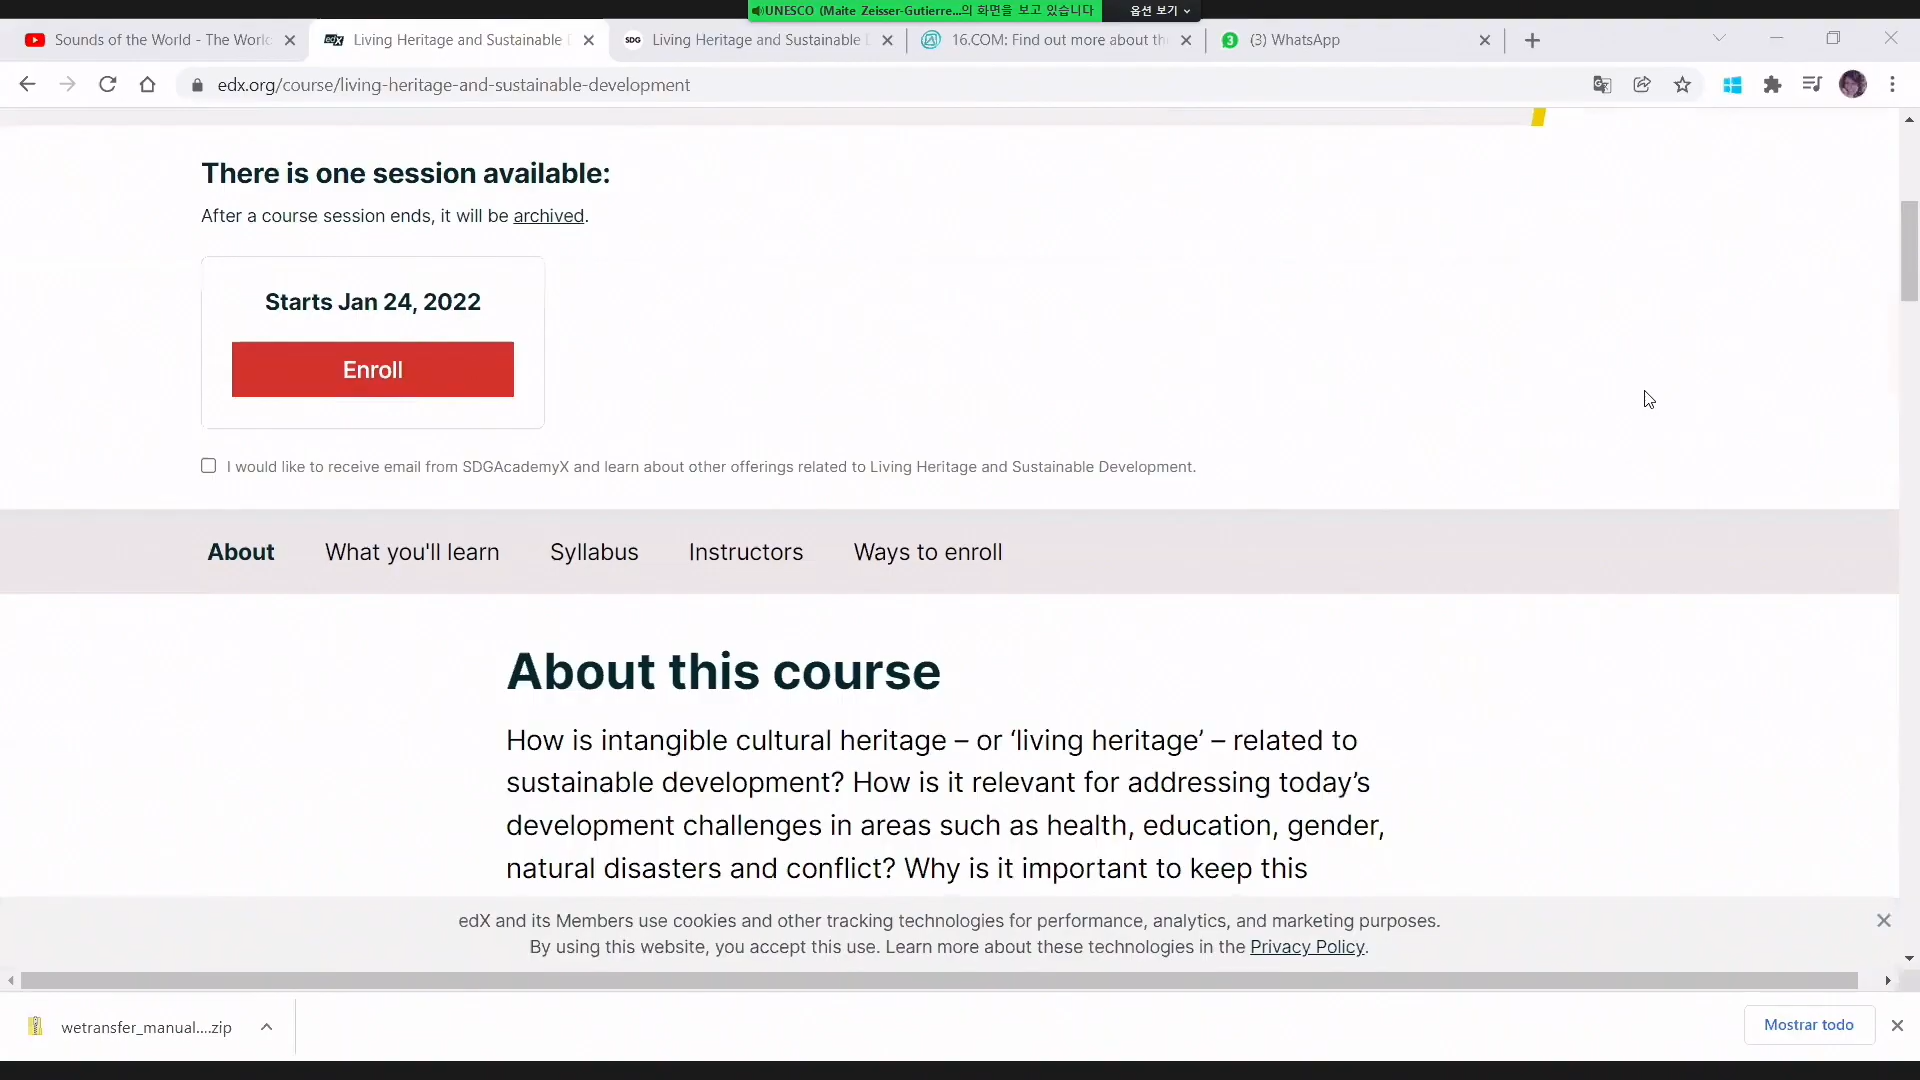 UNESCO (Maite Zeisser-Gutierre...의 화면을 보고 있습니다
옵션 보기
Sounds of the World - The World
edX
Living Heritage and Sustainable D
SDG
Living Heritage and Sustainable D
16.COM: Find out more about the
3
(3) WhatsApp
edx.org/course/living-heritage-and-sustainable-development
There is one session available:
After a course session ends, it will be archived.
Starts Jan 24, 2022
Enroll
I would like to receive email from SDGAcademyX and learn about other offerings related to Living Heritage and Sustainable Development.
About
What you'll learn
Syllabus
Instructors
Ways to enroll
About this course
How is intangible cultural heritage – or ‘living heritage’ – related to
sustainable development? How is it relevant for addressing today’s
development challenges in areas such as health, education, gender,
natural disasters and conflict? Why is it important to keep this
edX and its Members use cookies and other tracking technologies for performance, analytics, and marketing purposes.
By using this website, you accept this use. Learn more about these technologies in the Privacy Policy.
wetransfer_manual....zip
Mostrar todo